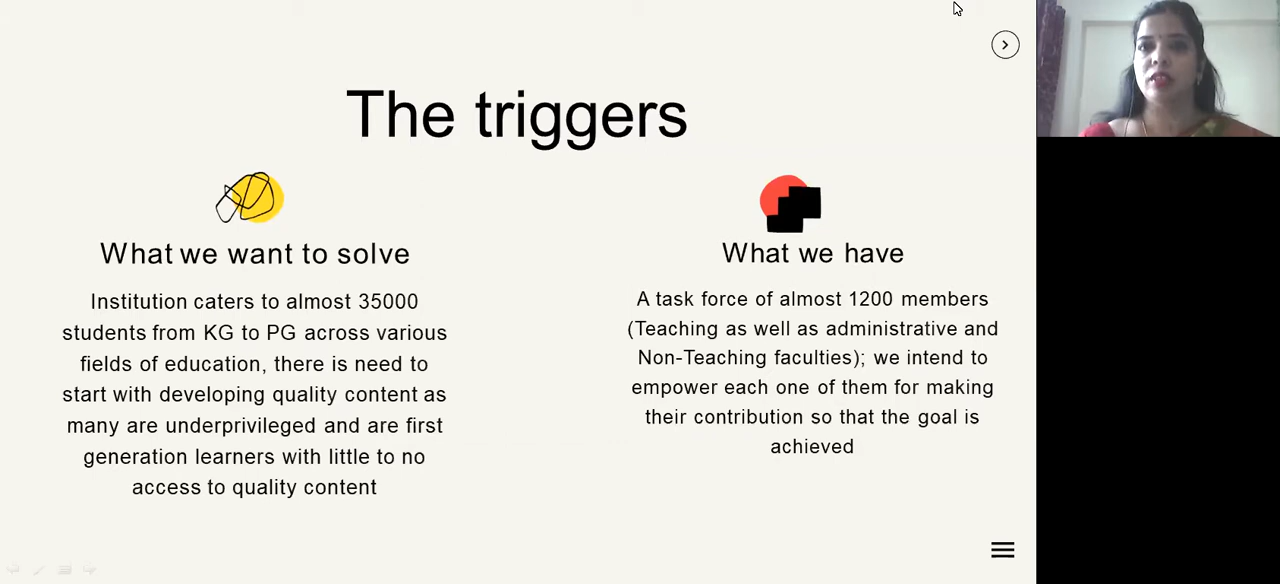 The triggers
What we want to solve
Institution caters to almost 35000
students from KG to PG across various
fields of education, there is need to
start with developing quality content as
many are underprivileged and are first
generation learners with little to no
access to quality content
What we have
A task force of almost 1200 members
(Teaching as well as administrative and
Non-Teaching faculties); we intend to
empower each one of them for making
their contribution so that the goal is
achieved